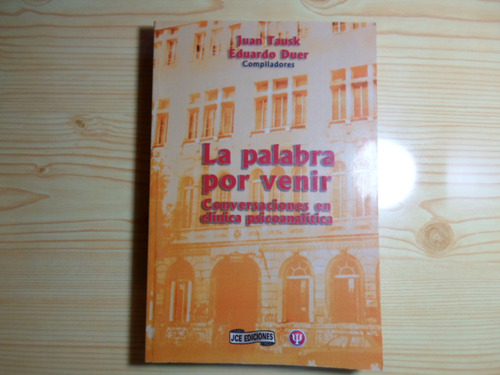 Juan Tausk
Eduardo Duer
Compiladores
La palabra
por venir
Conversaciones en
clínica psicoanalítica
JCE EDICIONES
Ψ